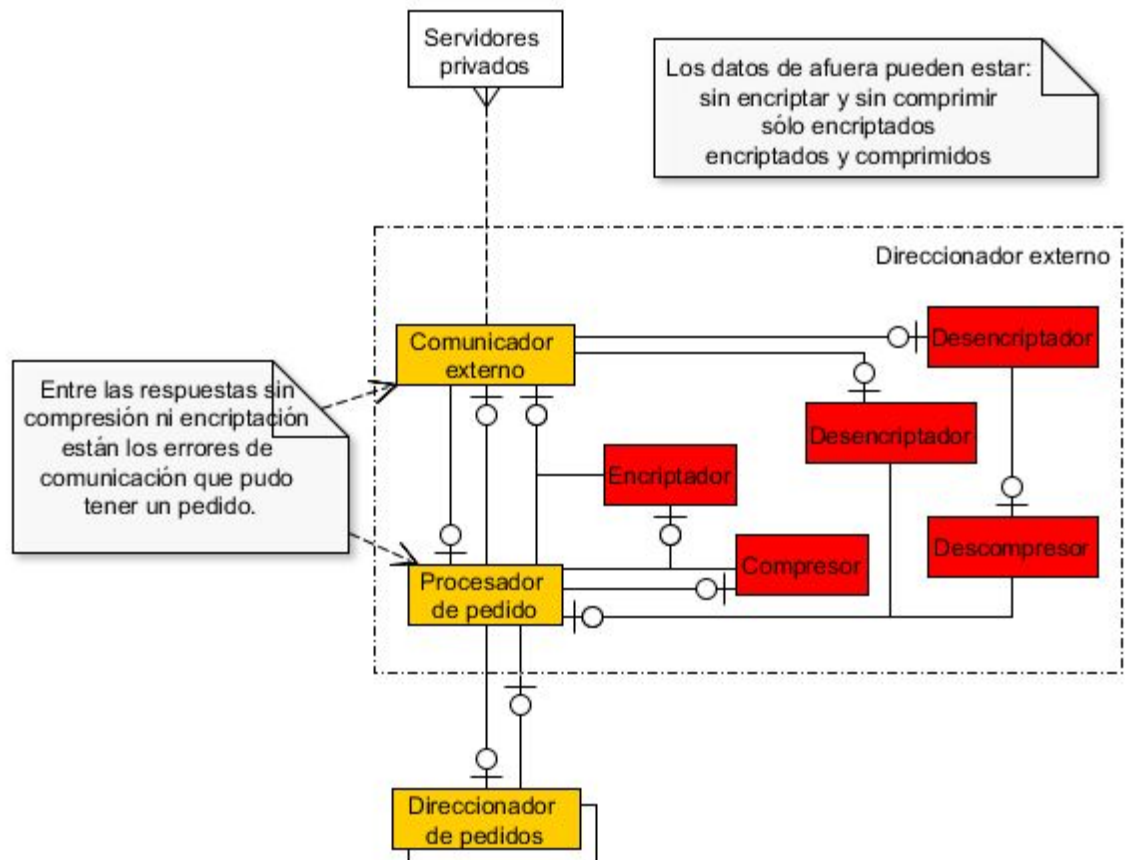 Servidores
privados
Los datos de afuera pueden estar:
sin encriptar y sin comprimir
sólo encriptados
encriptados y comprimidos
Direccionador externo
Comunicador
externo
Desencriptador
Entre las respuestas sin
compresión ni encriptación
están los errores de
comunicación que pudo
tener un pedido.
Desencriptador
Encriptador
Descompresor
Compresor
Procesador
de pedido
Direccionador
de pedidos